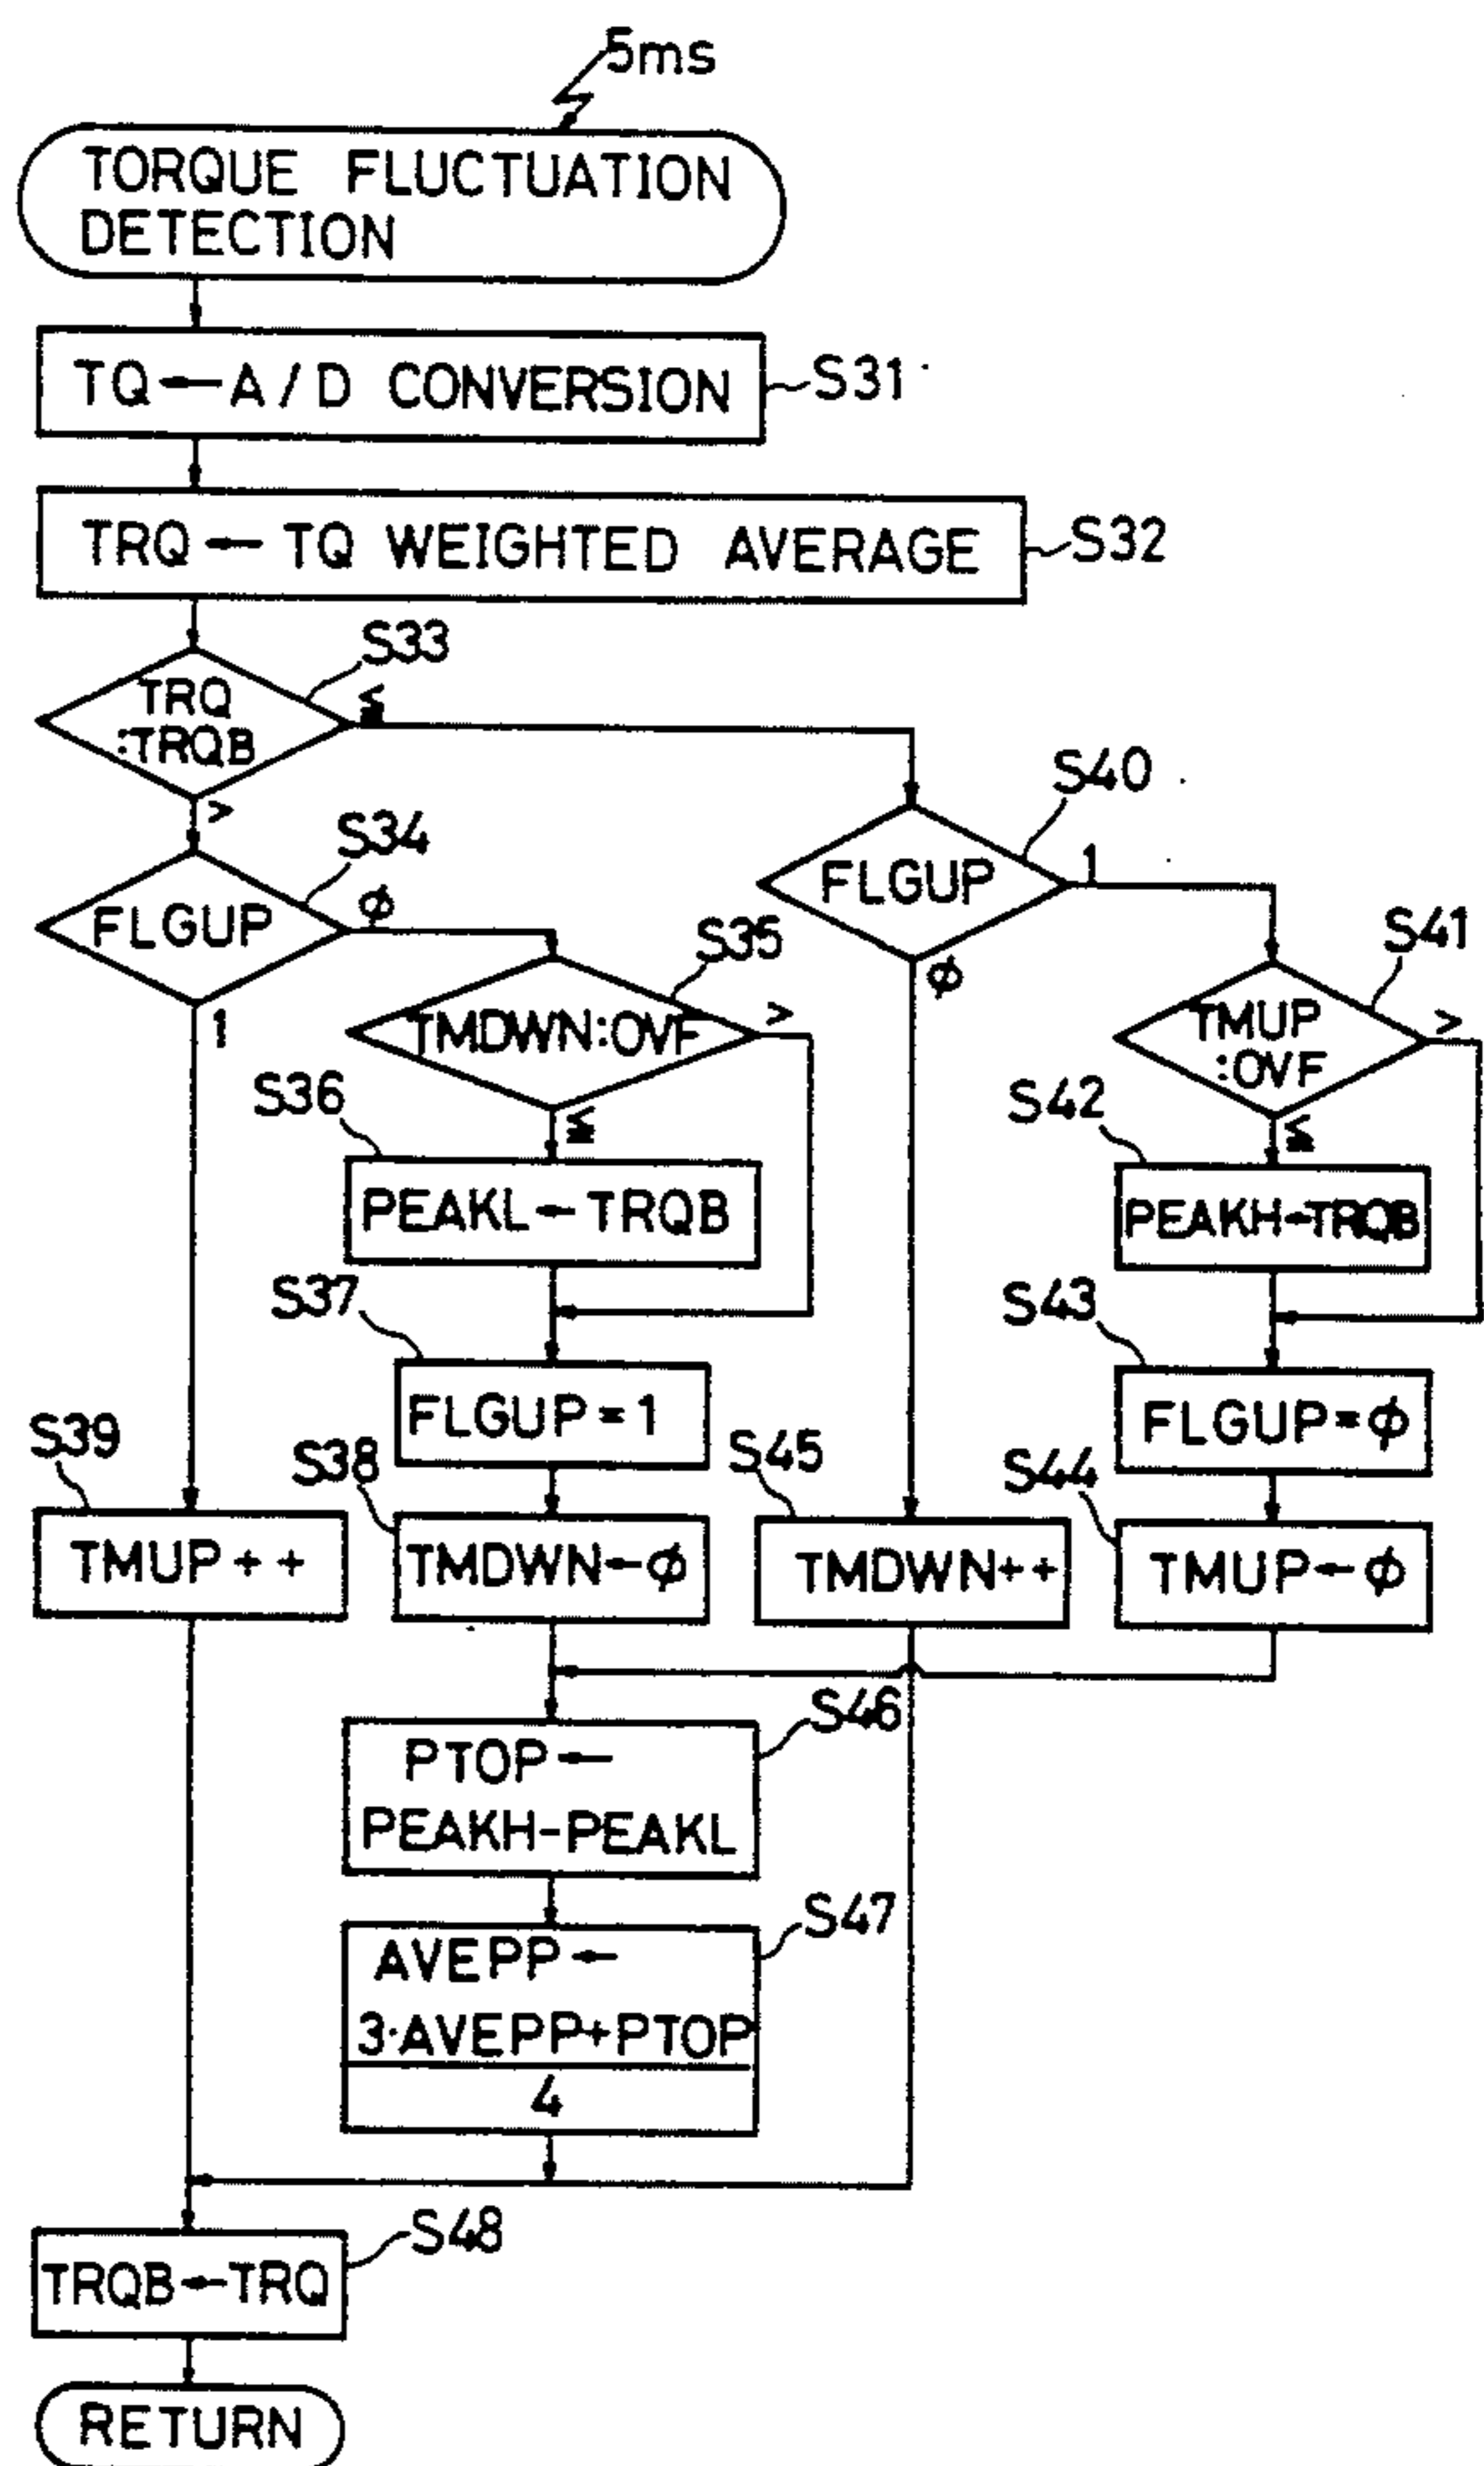 5ms
TORQUE FLUCTUATION
DETECTION
TQ←A/D CONVERSION
S31
TRQ←TQ WEIGHTED AVERAGE
S32
S33
TRQ
:TRQB
≦
>
S34
FLGUP
φ
1
S35
TMDWN:OVF
>
≦
S36
PEAKL←TRQB
S37
FLGUP=1
S38
TMDWN←φ
S39
TMUP++
S40
FLGUP
1
φ
S41
TMUP
:OVF
>
≦
S42
PEAKH←TRQB
S43
FLGUP=φ
S44
TMUP←φ
S45
TMDWN++
S46
PTOP←
PEAKH-PEAKL
S47
AVEPP←
3·AVEPP+PTOP
4
S48
TRQB←TRQ
RETURN